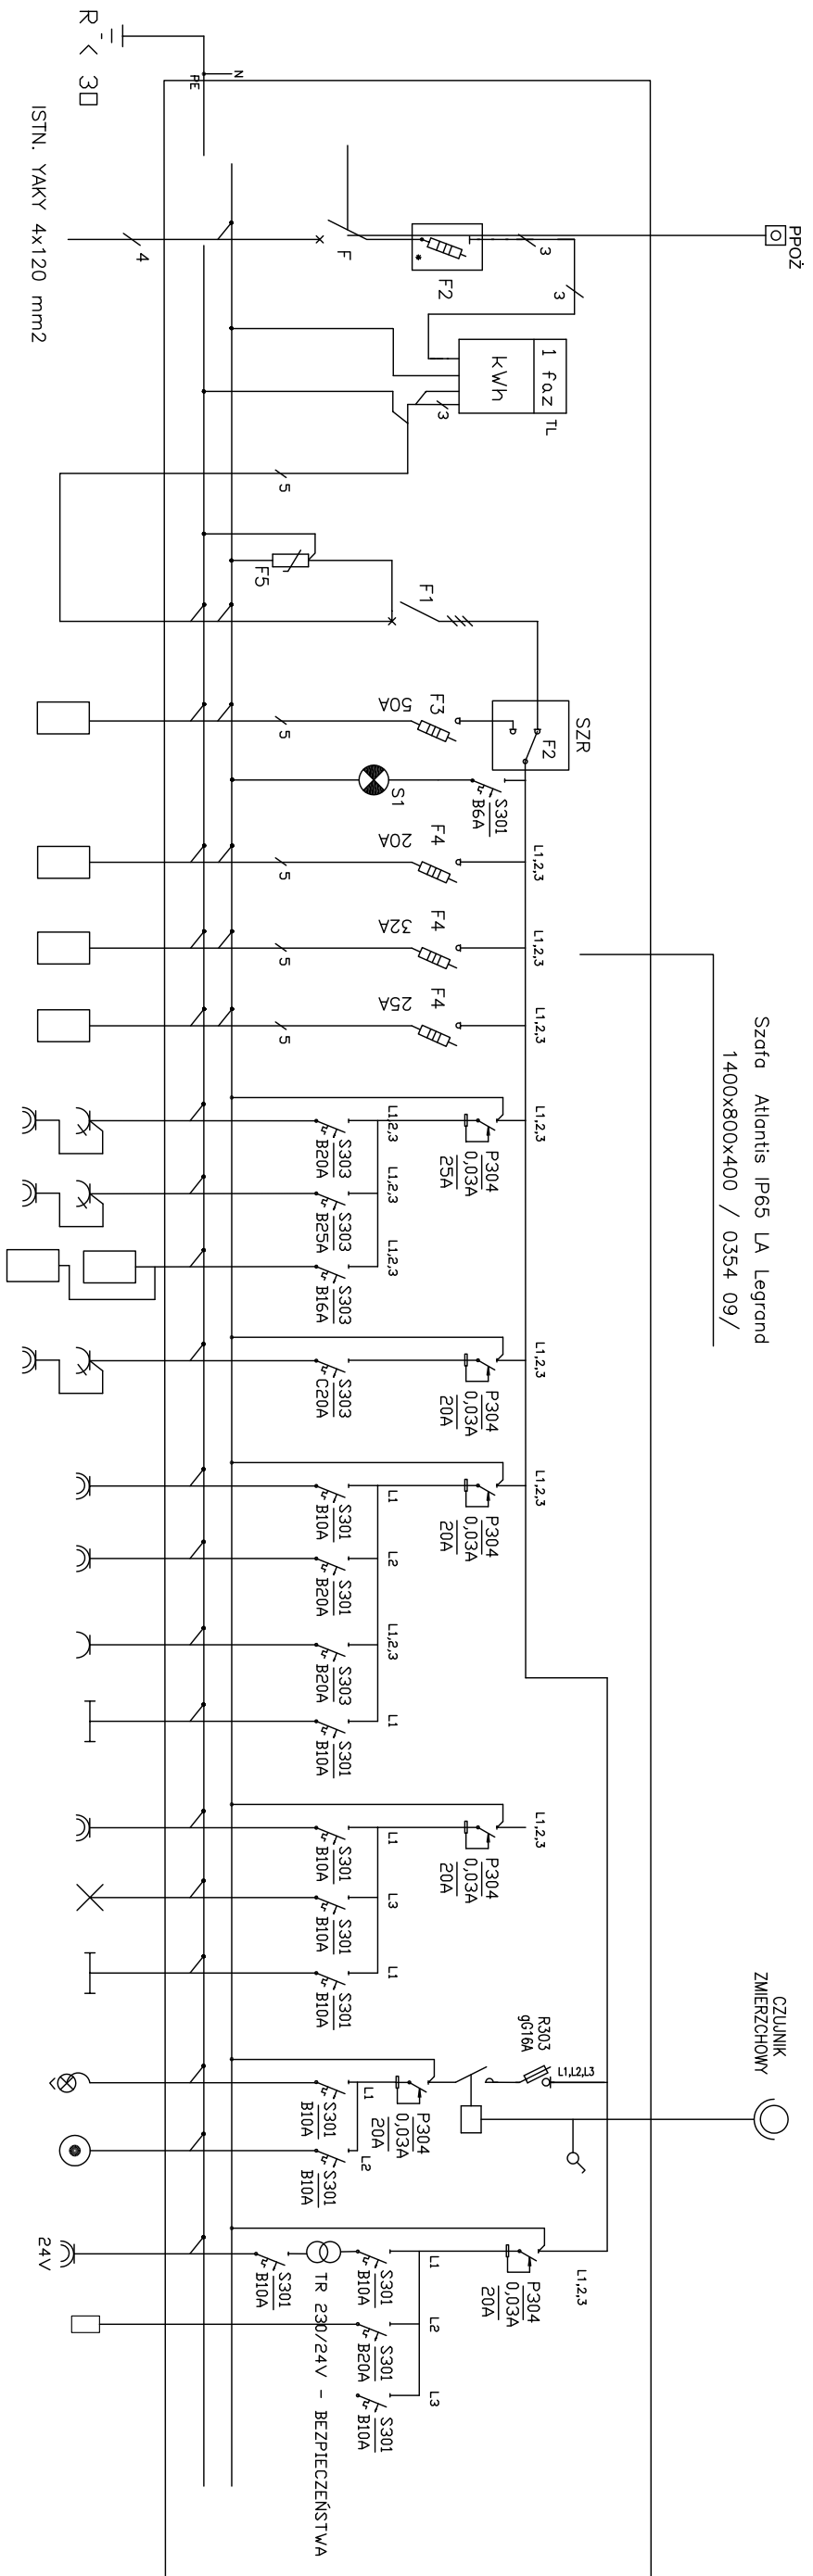 PPOŻ
R < 3
N
PE
ISTN. YAKY 4x120 mm2
4
F
*
F2
3
3
1 faz
kWh
TL
3
5
F5
F1
SZR
F2
F3
50A
5
S1
S301
B6A
L1,2,3
F4
20A
5
L1,2,3
F4
32A
5
L1,2,3
F4
25A
5
Szafa Atlantis IP65 LA Legrand
1400x800x400 / 0354 09/
L1,2,3
P304
0,03A
25A
L1,2,3
S303
B20A
L1,2,3
S303
B25A
L1,2,3
S303
B16A
L1,2,3
P304
0,03A
20A
S303
C20A
L1,2,3
P304
0,03A
20A
L1
S301
B10A
L2
S301
B20A
L1,2,3
S303
B20A
L1
S301
B10A
L1,2,3
P304
0,03A
20A
L1
S301
B10A
L3
S301
B10A
L1
S301
B10A
CZUJNIK
ZMIERZCHOWY
R303
gG16A
L1,L2,L3
P304
0,03A
20A
L1
S301
B10A
L2
S301
B10A
L1,2,3
P304
0,03A
20A
L1
S301
B10A
TR 230/24V - BEZPIECZEŃSTWA
S301
B10A
24V
L2
S301
B20A
L3
S301
B10A